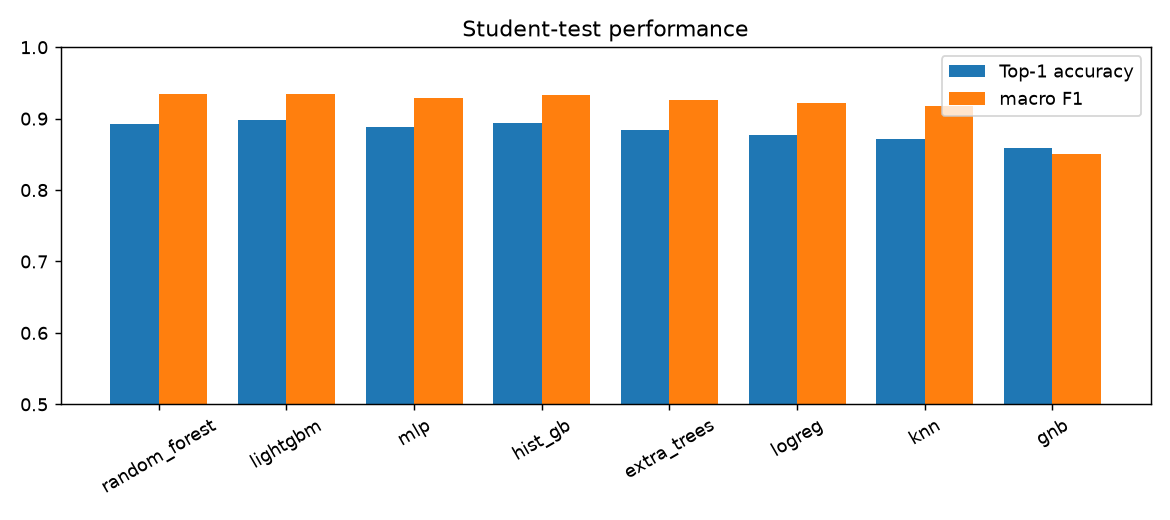 Student-test performance
1.0
0.9
0.8
0.7
0.6
0.5
Top-1 accuracy
macro F1
random_forest
lightgbm
mlp
hist_gb
extra_trees
logreg
knn
gnb